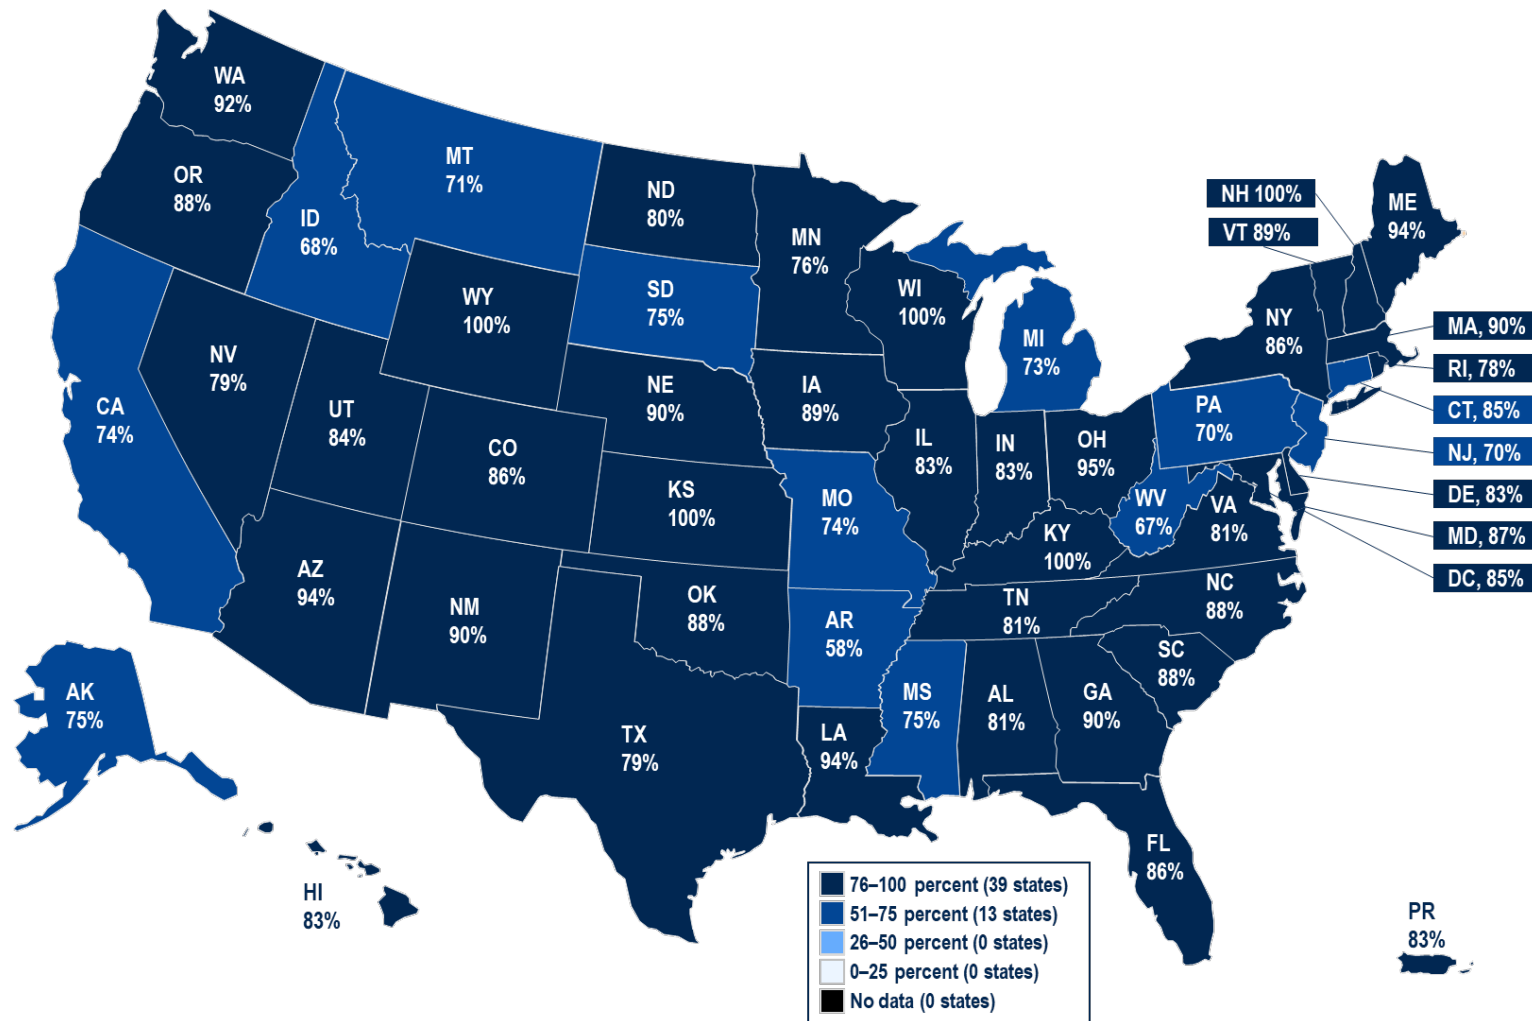 WA
92%
OR
88%
ID
68%
MT
71%
ND
80%
MN
76%
WI
100%
SD
75%
WY
100%
NV
79%
CA
74%
UT
84%
CO
86%
NE
90%
IA
89%
KS
100%
MO
74%
IL
83%
IN
83%
MI
73%
OH
95%
PA
70%
NY
86%
NH 100%
VT 89%
ME
94%
MA, 90%
RI, 78%
CT, 85%
NJ, 70%
DE, 83%
MD, 87%
DC, 85%
WV
67%
VA
81%
KY
100%
TN
81%
NC
88%
SC
88%
AZ
94%
NM
90%
OK
88%
AR
58%
TX
79%
LA
94%
MS
75%
AL
81%
GA
90%
FL
86%
AK
75%
HI
83%
PR
83%
76–100 percent (39 states)
51–75 percent (13 states)
26–50 percent (0 states)
0–25 percent (0 states)
No data (0 states)